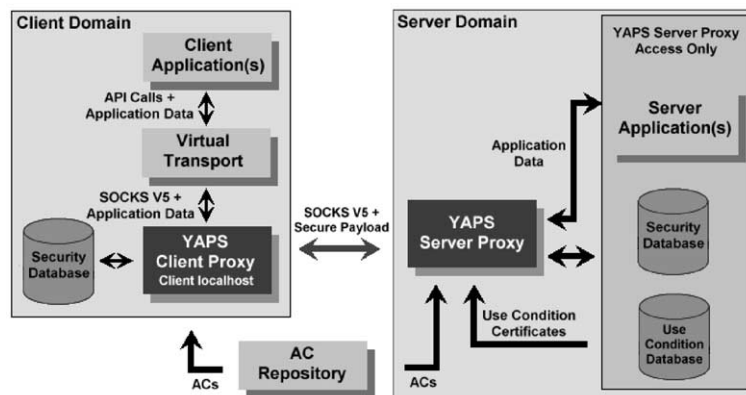 Client Domain
Client
Application(s)
API Calls +
Application Data
Virtual
Transport
SOCKS V5 +
Application Data
Security
Database
YAPS
Client Proxy
Client localhost
SOCKS V5 +
Secure Payload
AC
Repository
ACs
Server Domain
YAPS Server Proxy
Access Only
Server
Application(s)
Application
Data
YAPS
Server Proxy
Security
Database
Use Condition
Certificates
Use
Condition
Database
ACs